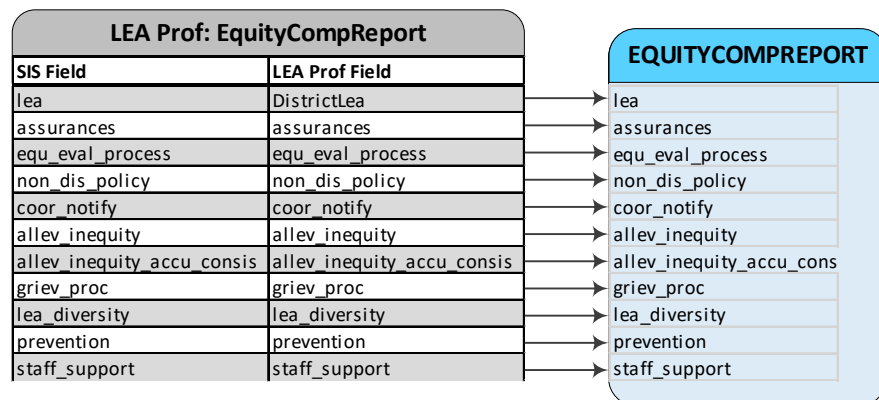 LEA Prof: EquityCompReport
SIS Field LEA Prof Field
lea DistrictLea
assurances assurances
equ_eval_process equ_eval_process
non_dis_policy non_dis_policy
coor_notify coor_notify
allev_inequity allev_inequity
allev_inequity_accu_consis allev_inequity_accu_consis
griev_proc griev_proc
lea_diversity lea_diversity
prevention prevention
staff_support staff_support
EQUITYCOMPREPORT
lea
assurances
equ_eval_process
non_dis_policy
coor_notify
allev_inequity
allev_inequity_accu_cons
griev_proc
lea_diversity
prevention
staff_support